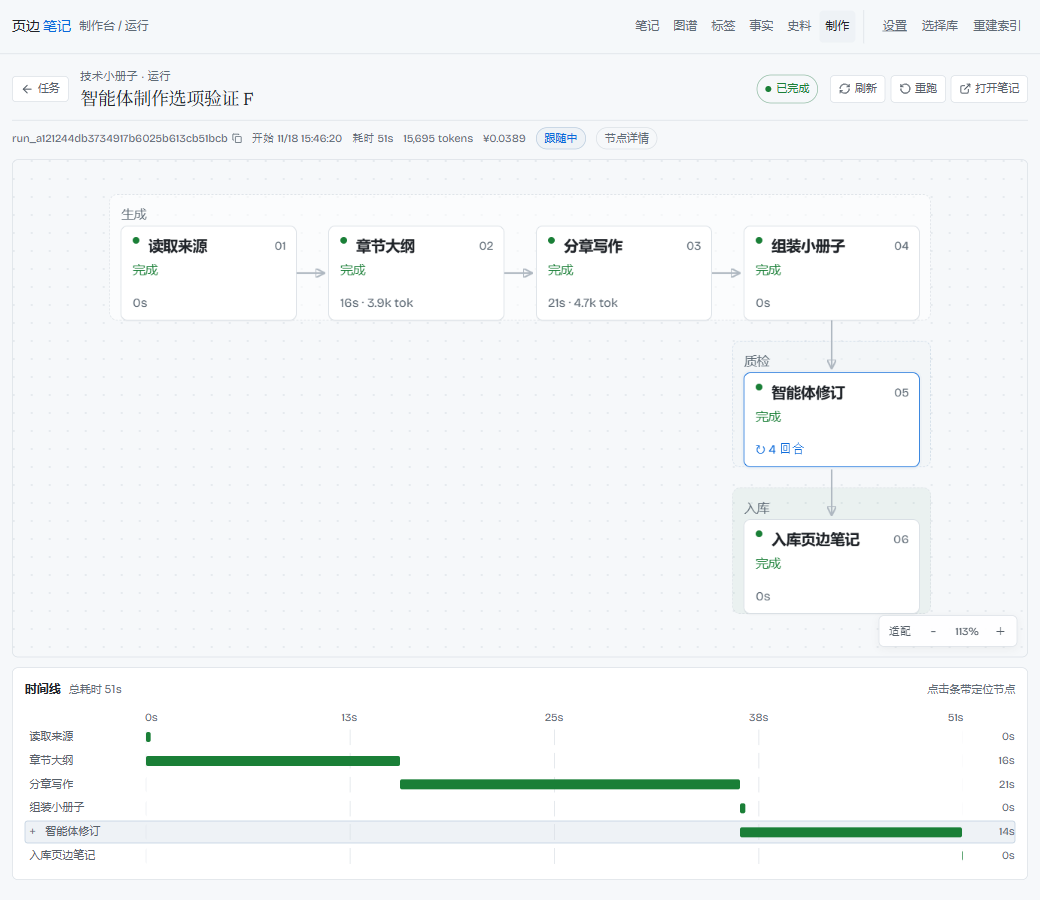 页边 笔记 制作台 / 运行 笔记 图谱 标签 事实 史料 制作 设置 选择库 重建索引
← 任务
技术小册子 · 运行
智能体制作选项验证 F
已完成 刷新 重跑 打开笔记
run_a121244db3734917b6025b613cb51bcb 开始 11/18 15:46:20 耗时 51s 15,695 tokens ¥0.0389 跟随中 节点详情
生成
读取来源 01
完成
0s
章节大纲 02
完成
16s · 3.9k tok
分章写作 03
完成
21s · 4.7k tok
组装小册子 04
完成
0s
质检
智能体修订 05
完成
↻ 4 回合
入库
入库页边笔记 06
完成
0s
适配 - 113% +
时间线 总耗时 51s 点击条带定位节点
0s 13s 25s 38s 51s
读取来源 0s
章节大纲 16s
分章写作 21s
组装小册子 0s
+ 智能体修订 14s
入库页边笔记 0s